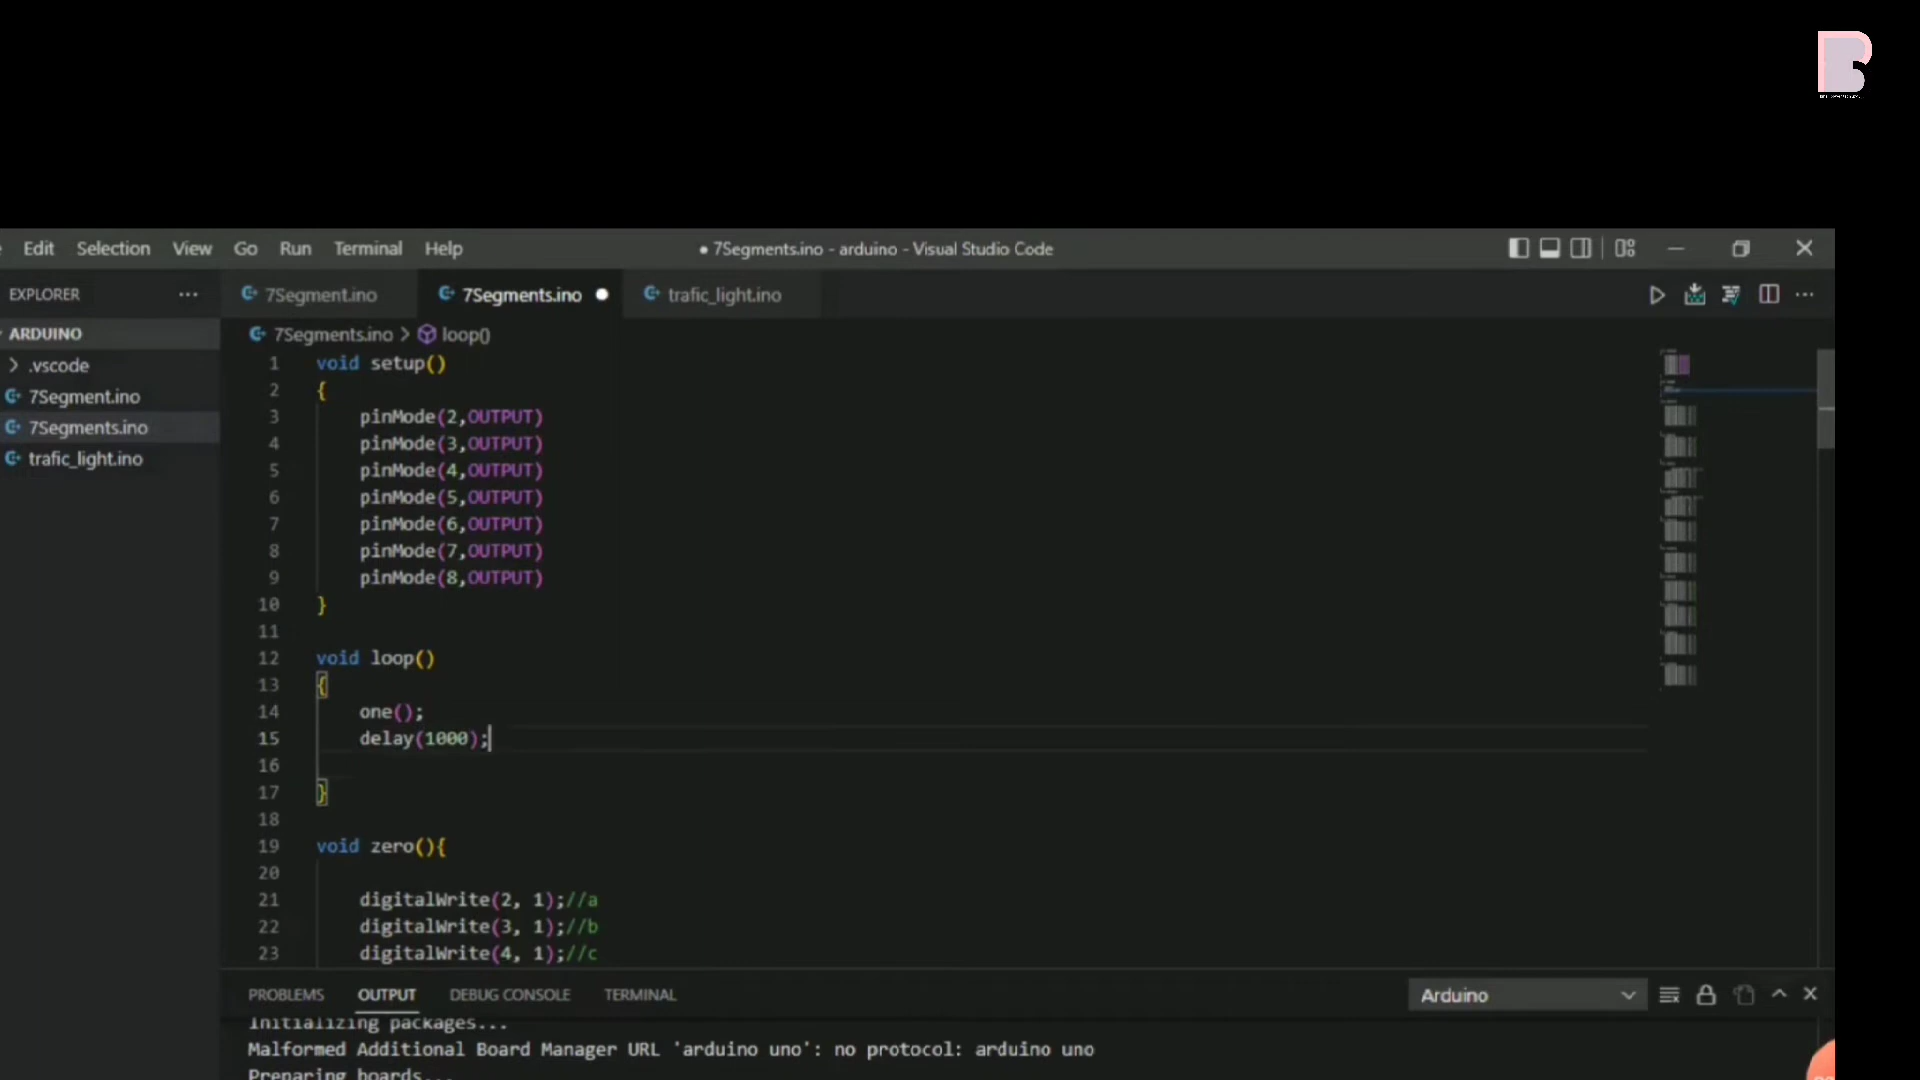 Edit Selection View Go Run Terminal Help
● 7Segments.ino - arduino - Visual Studio Code
EXPLORER ···
7Segment.ino
7Segments.ino ●
trafic_light.ino
ARDUINO
> .vscode
7Segment.ino
7Segments.ino
trafic_light.ino
7Segments.ino > loop()
1 void setup()
2 {
3 pinMode(2,OUTPUT)
4 pinMode(3,OUTPUT)
5 pinMode(4,OUTPUT)
6 pinMode(5,OUTPUT)
7 pinMode(6,OUTPUT)
8 pinMode(7,OUTPUT)
9 pinMode(8,OUTPUT)
10 }
11
12 void loop()
13 {
14 one();
15 delay(1000);
16
17 }
18
19 void zero(){
20
21 digitalWrite(2, 1);//a
22 digitalWrite(3, 1);//b
23 digitalWrite(4, 1);//c
PROBLEMS OUTPUT DEBUG CONSOLE TERMINAL
Arduino
Initializing packages...
Malformed Additional Board Manager URL 'arduino uno': no protocol: arduino uno
Preparing boards...